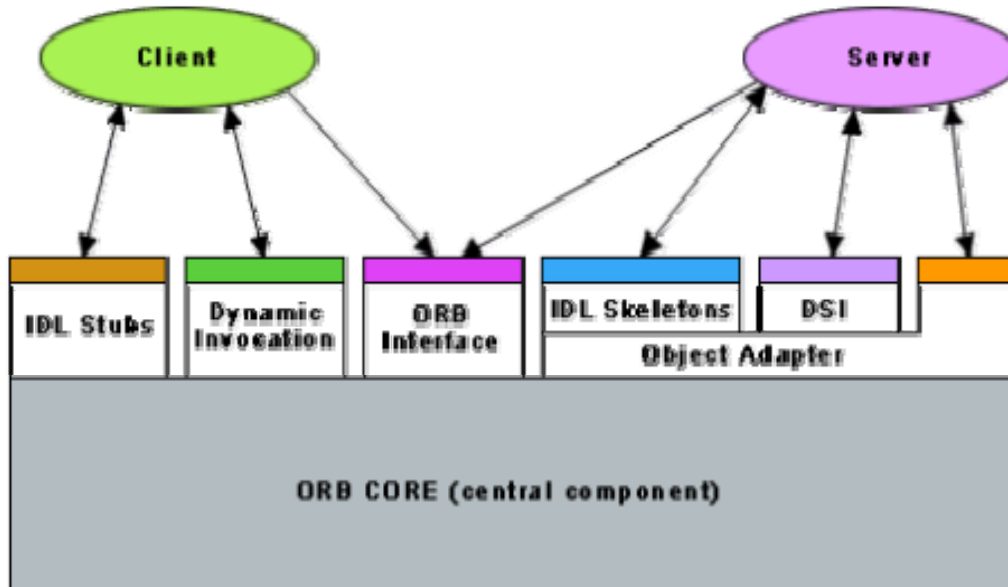 Client
Server
IDL Stubs
Dynamic
Invocation
ORB
Interface
IDL Skeletons
DSI
Object Adapter
ORB CORE (central component)